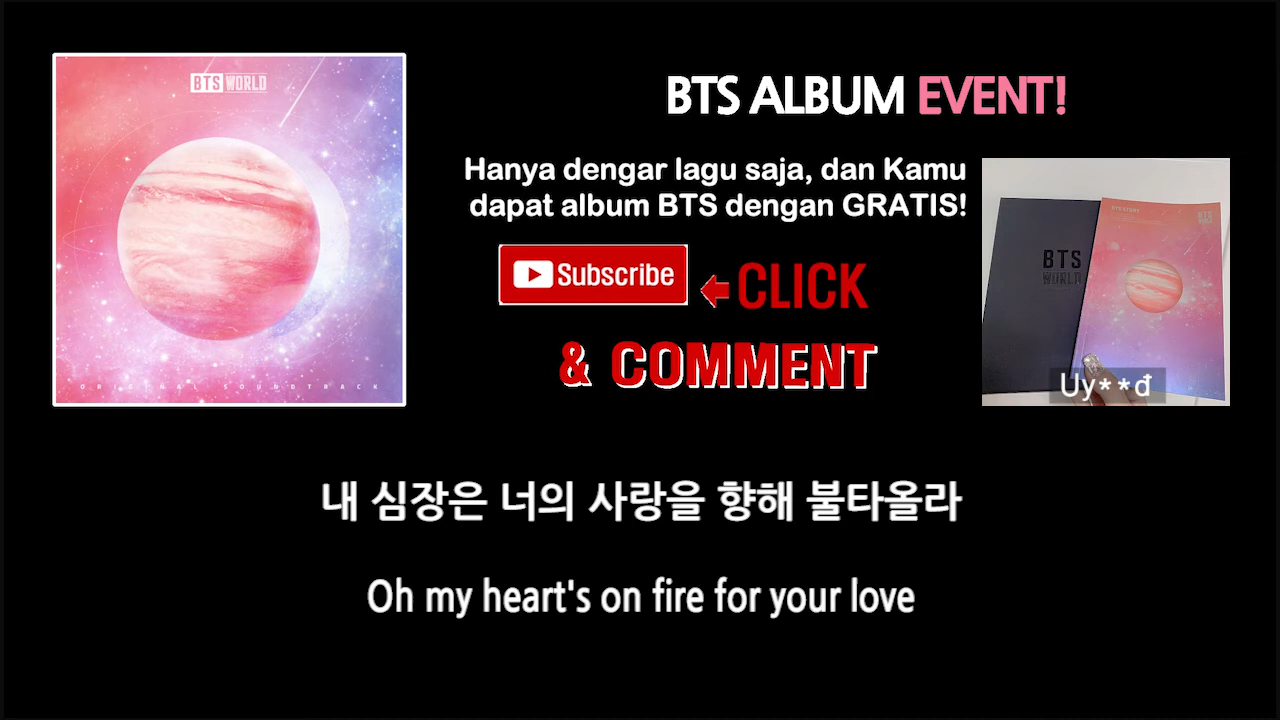 BTS WORLD
ORIGINAL SOUNDTRACK
BTS ALBUM EVENT!
Hanya dengar lagu saja, dan Kamu
dapat album BTS dengan GRATIS!
Subscribe
CLICK
& COMMENT
BTS
WORLD
BTS STORY
Uy**đ
내 심장은 너의 사랑을 향해 불타올라
Oh my heart's on fire for your love